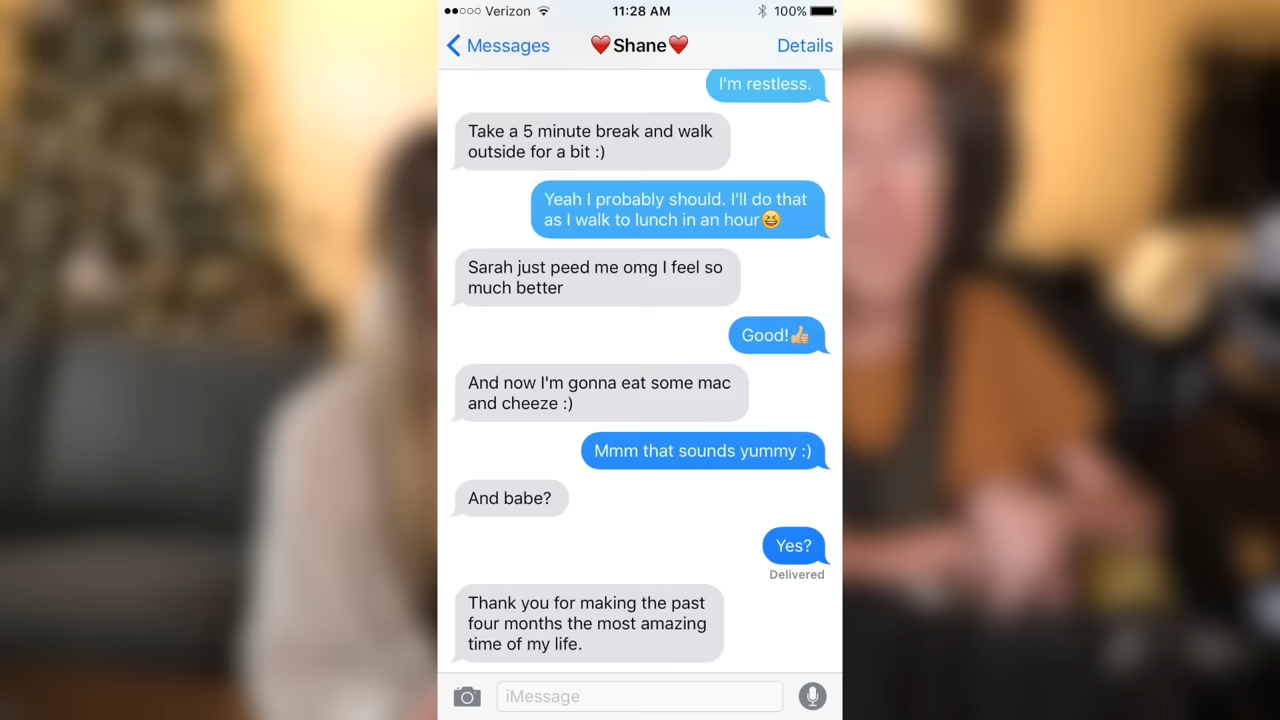 Verizon 11:28 AM 100%
Messages ❤️Shane❤️ Details
I'm restless.
Take a 5 minute break and walk
outside for a bit :)
Yeah I probably should. I'll do that
as I walk to lunch in an hour😆
Sarah just peed me omg I feel so
much better
Good!👍🏼
And now I'm gonna eat some mac
and cheeze :)
Mmm that sounds yummy :)
And babe?
Yes?
Delivered
Thank you for making the past
four months the most amazing
time of my life.
iMessage